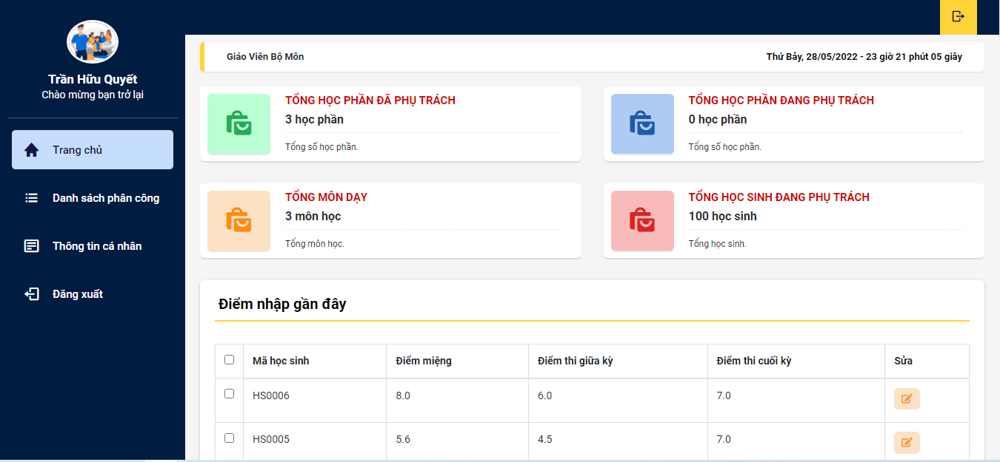 Trần Hữu Quyết
Chào mừng bạn trở lại
Trang chủ
Danh sách phân công
Thông tin cá nhân
Đăng xuất
Giáo Viên Bộ Môn
Thứ Bảy, 28/05/2022 - 23 giờ 21 phút 05 giây
TỔNG HỌC PHẦN ĐÃ PHỤ TRÁCH
3 học phần
Tổng số học phần.
TỔNG HỌC PHẦN ĐANG PHỤ TRÁCH
0 học phần
Tổng số học phần.
TỔNG MÔN DẠY
3 môn học
Tổng môn học.
TỔNG HỌC SINH ĐANG PHỤ TRÁCH
100 học sinh
Tổng học sinh.
Điểm nhập gần đây
Mã học sinh Điểm miệng Điểm thi giữa kỳ Điểm thi cuối kỳ Sửa
HS0006 8.0 6.0 7.0
HS0005 5.6 4.5 7.0